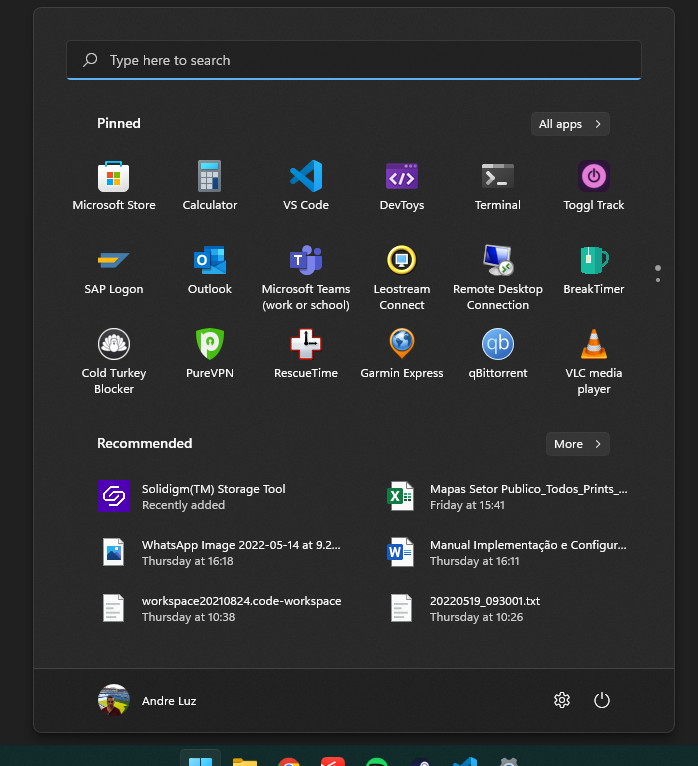 Type here to search
Pinned
All apps
Microsoft Store
Calculator
VS Code
DevToys
Terminal
Toggl Track
SAP Logon
Outlook
Microsoft Teams
(work or school)
Leostream
Connect
Remote Desktop
Connection
BreakTimer
Cold Turkey
Blocker
PureVPN
RescueTime
Garmin Express
qBittorrent
VLC media
player
Recommended
More
Solidigm(TM) Storage Tool
Recently added
Mapas Setor Publico_Todos_Prints_...
Friday at 15:41
WhatsApp Image 2022-05-14 at 9.2...
Thursday at 16:18
Manual Implementação e Configur...
Thursday at 16:11
workspace20210824.code-workspace
Thursday at 10:38
20220519_093001.txt
Thursday at 10:26
Andre Luz